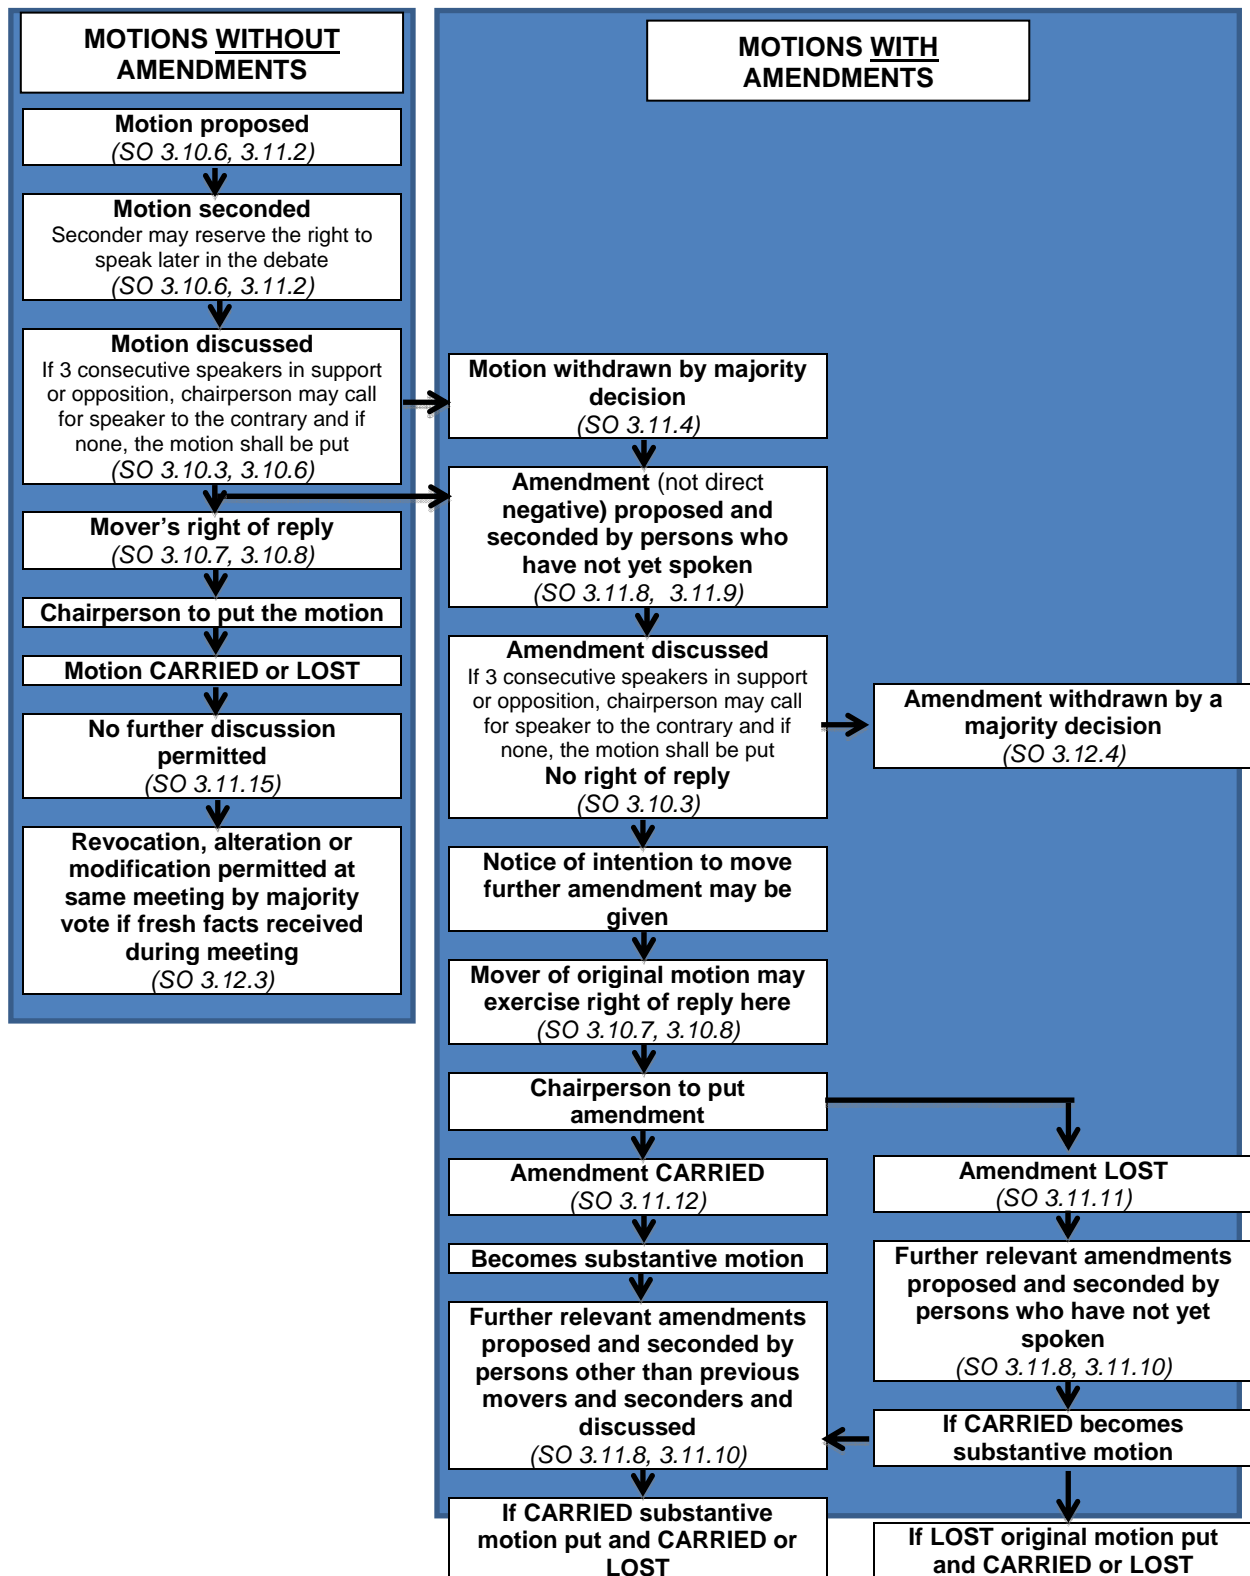 MOTIONS WITHOUT
AMENDMENTS
Motion proposed
(SO 3.10.6, 3.11.2)
Motion seconded
Seconder may reserve the right to
speak later in the debate
(SO 3.10.6, 3.11.2)
Motion discussed
If 3 consecutive speakers in support
or opposition, chairperson may call
for speaker to the contrary and if
none, the motion shall be put
(SO 3.10.3, 3.10.6)
Mover’s right of reply
(SO 3.10.7, 3.10.8)
Chairperson to put the motion
Motion CARRIED or LOST
No further discussion
permitted
(SO 3.11.15)
Revocation, alteration or
modification permitted at
same meeting by majority
vote if fresh facts received
during meeting
(SO 3.12.3)
MOTIONS WITH
AMENDMENTS
Motion withdrawn by majority
decision
(SO 3.11.4)
Amendment (not direct
negative) proposed and
seconded by persons who
have not yet spoken
(SO 3.11.8, 3.11.9)
Amendment discussed
If 3 consecutive speakers in support
or opposition, chairperson may call
for speaker to the contrary and if
none, the motion shall be put
No right of reply
(SO 3.10.3)
Amendment withdrawn by a
majority decision
(SO 3.12.4)
Notice of intention to move
further amendment may be
given
Mover of original motion may
exercise right of reply here
(SO 3.10.7, 3.10.8)
Chairperson to put
amendment
Amendment CARRIED
(SO 3.11.12)
Becomes substantive motion
Further relevant amendments
proposed and seconded by
persons other than previous
movers and seconders and
discussed
(SO 3.11.8, 3.11.10)
If CARRIED substantive
motion put and CARRIED or
LOST
Amendment LOST
(SO 3.11.11)
Further relevant amendments
proposed and seconded by
persons who have not yet
spoken
(SO 3.11.8, 3.11.10)
If CARRIED becomes
substantive motion
If LOST original motion put
and CARRIED or LOST